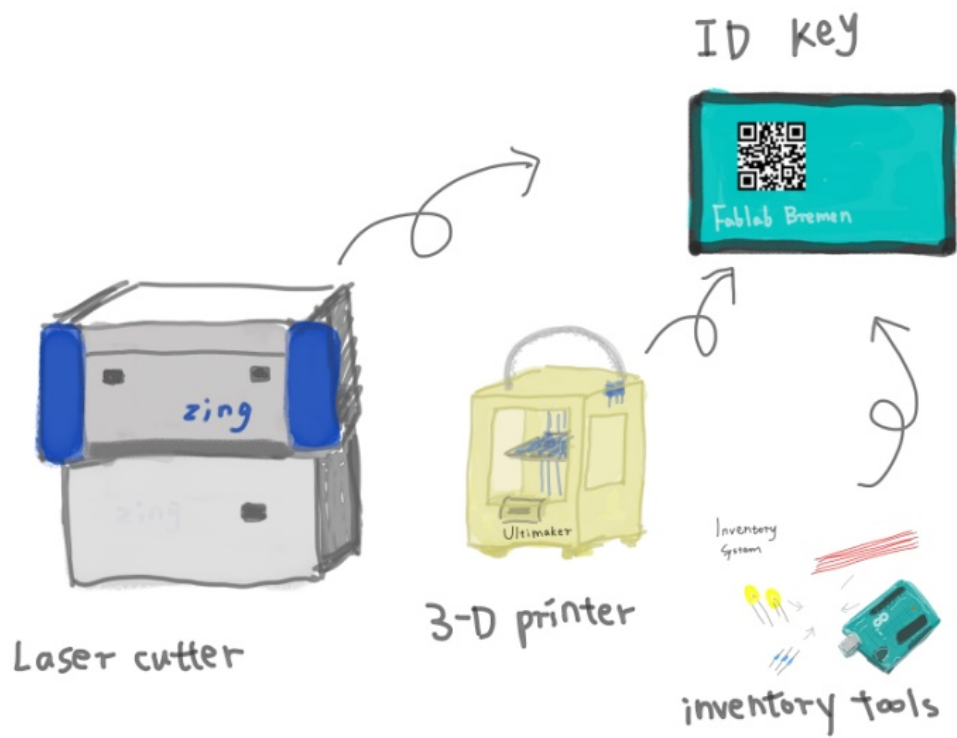 ID Key
Fablab Bremen
zing
zing
Ultimaker
Inventory
System
3-D printer
Laser cutter
inventory tools